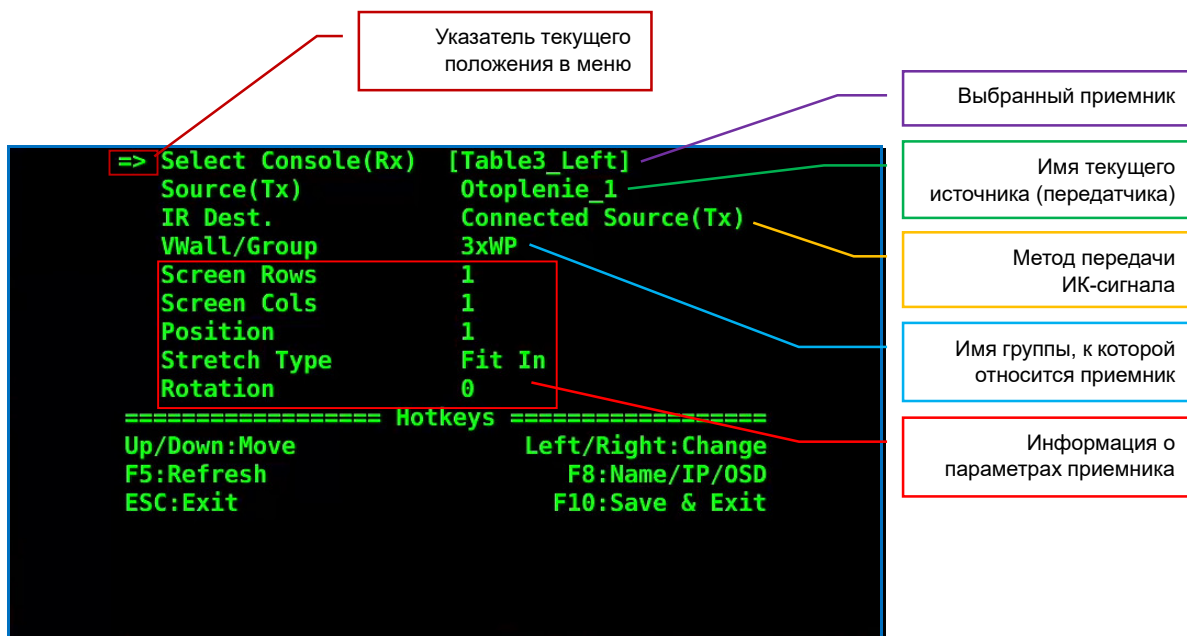 Указатель текущего
положения в меню
Выбранный приемник
Имя текущего
источника (передатчика)
Метод передачи
ИК-сигнала
Имя группы, к которой
относится приемник
Информация о
параметрах приемника
=> Select Console(Rx) [Table3_Left]
Source(Tx) Otoplenie_1
IR Dest. Connected Source(Tx)
VWall/Group 3xWP
Screen Rows 1
Screen Cols 1
Position 1
Stretch Type Fit In
Rotation 0
================== Hotkeys ==================
Up/Down:Move Left/Right:Change
F5:Refresh F8:Name/IP/OSD
ESC:Exit F10:Save & Exit